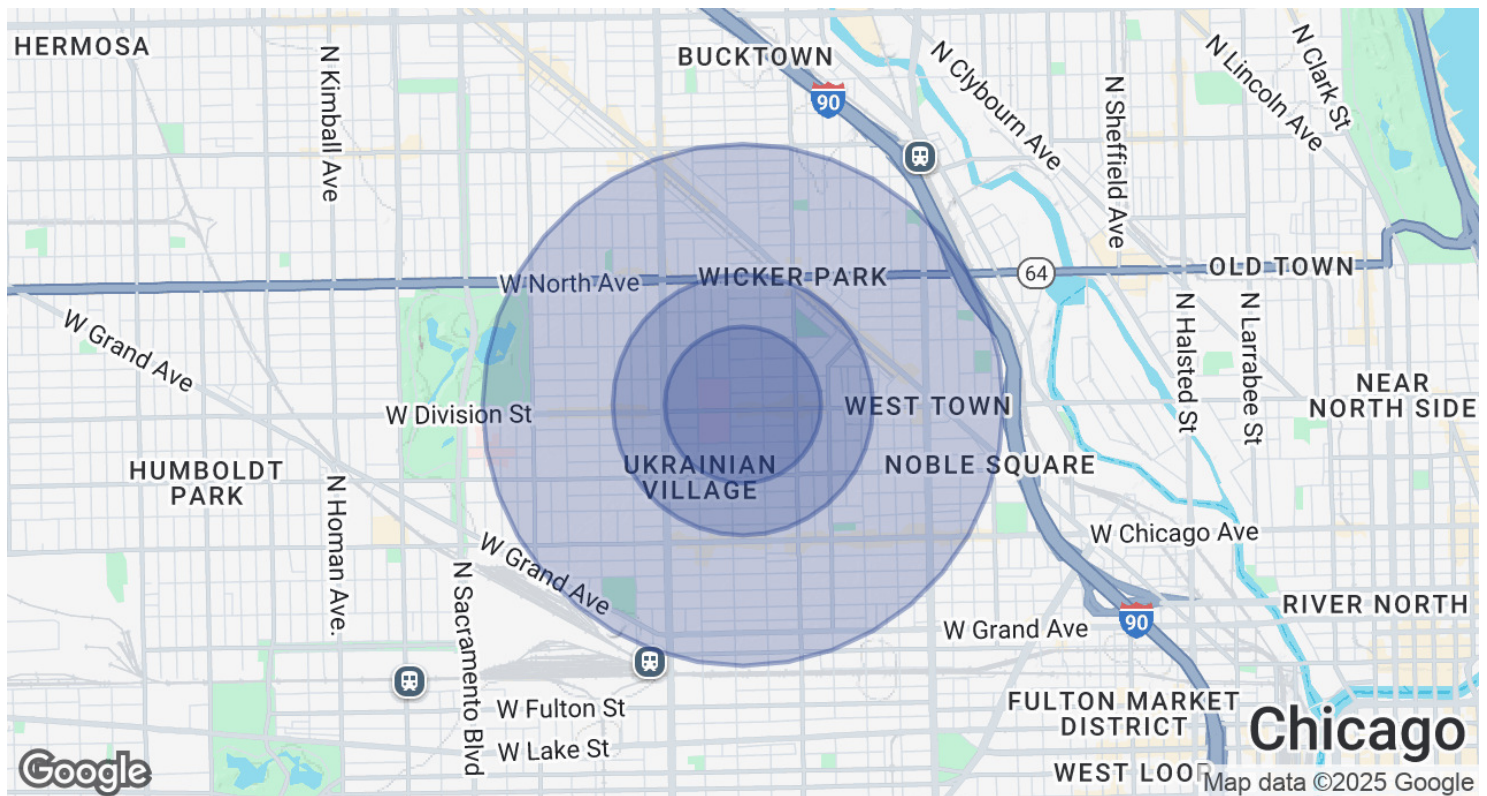 HERMOSA
N Kimball Ave
BUCKTOWN
90
N Clybourn Ave
N Sheffield Ave
N Lincoln Ave
N Clark St
W North Ave
WICKER PARK
64
OLD TOWN
W Grand Ave
N Halsted St
N Larrabee St
W Division St
WEST TOWN
NEAR
NORTH SIDE
HUMBOLDT
PARK
UKRAINIAN
VILLAGE
NOBLE SQUARE
N Homan Ave.
W Grand Ave
N Sacramento Blvd
W Chicago Ave
RIVER NORTH
W Grand Ave
90
W Fulton St
W Lake St
FULTON MARKET
DISTRICT
Chicago
WEST LOOP
Google
Map data ©2025 Google